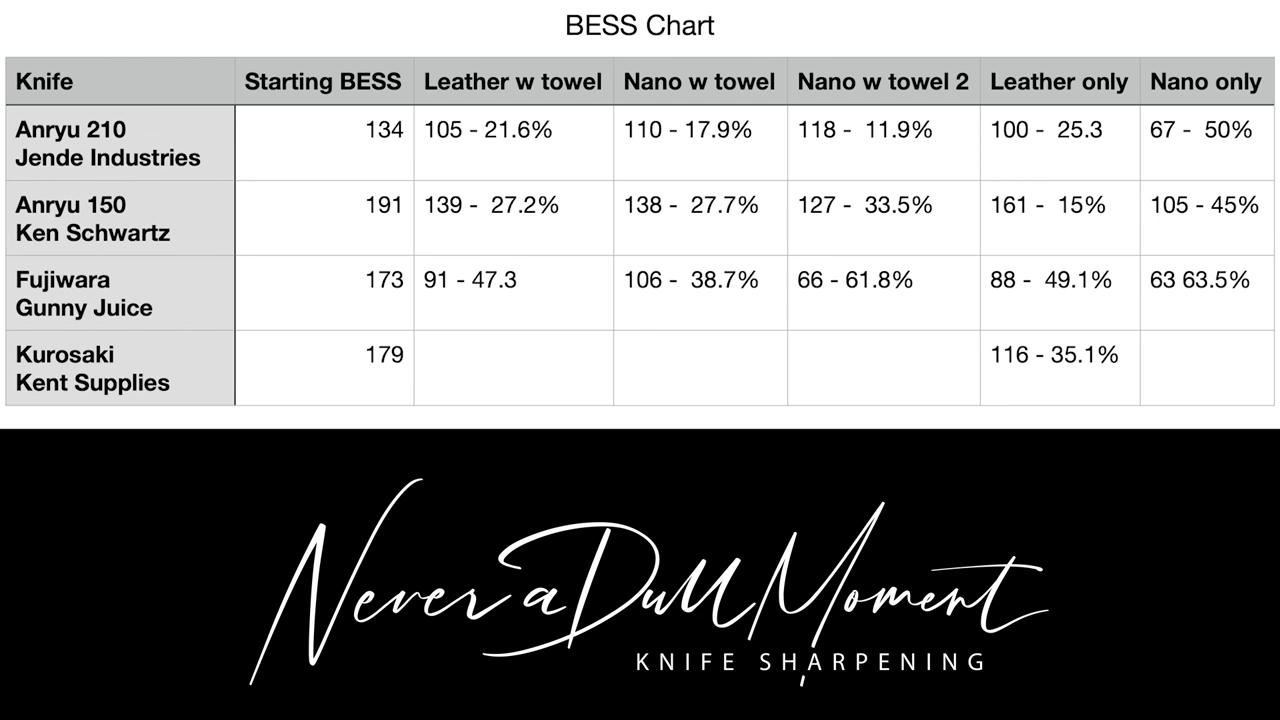 BESS Chart
Knife Starting BESS Leather w towel Nano w towel Nano w towel 2 Leather only Nano only
Anryu 210 134 105 - 21.6% 110 - 17.9% 118 - 11.9% 100 - 25.3 67 - 50%
Jende Industries
Anryu 150 191 139 - 27.2% 138 - 27.7% 127 - 33.5% 161 - 15% 105 - 45%
Ken Schwartz
Fujiwara 173 91 - 47.3 106 - 38.7% 66 - 61.8% 88 - 49.1% 63 63.5%
Gunny Juice
Kurosaki 179 116 - 35.1%
Kent Supplies
Never a Dull Moment
KNIFE SHARPENING